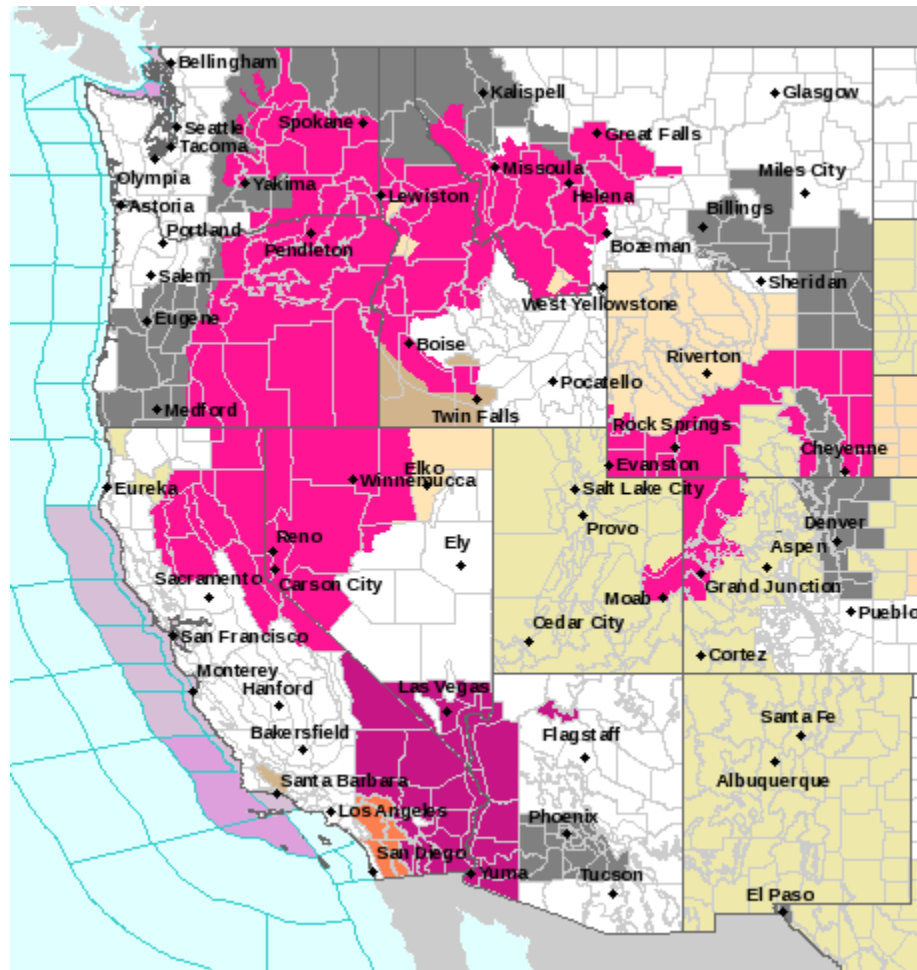 Bellingham
Kalispell
Glasgow
Seattle
Spokane
Great Falls
Tacoma
Missoula
Miles City
Olympia
Yakima
Lewiston
Helena
Astoria
Billings
Portland
Pendleton
Bozeman
Salem
Sheridan
West Yellowstone
Eugene
Boise
Riverton
Pocatello
Medford
Twin Falls
Rock Springs
Cheyenne
Elko
Evanston
Winnemucca
Eureka
Salt Lake City
Provo
Denver
Reno
Ely
Aspen
Sacramento
Carson City
Grand Junction
Moab
Pueblo
San Francisco
Cedar City
Cortez
Monterey
Hanford
Las Vegas
Santa Fe
Bakersfield
Flagstaff
Albuquerque
Santa Barbara
Los Angeles
Phoenix
San Diego
Yuma
Tucson
El Paso